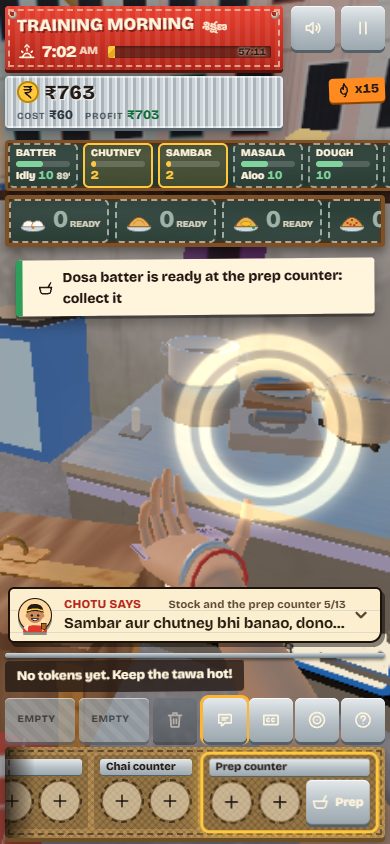 TRAINING MORNING
7:02 AM
57:11
₹ ₹763
COST ₹60 PROFIT ₹703
x15
BATTER
Idly 10 89'
CHUTNEY
2
SAMBAR
2
MASALA
Aloo 10
DOUGH
10
0 READY
0 READY
0 READY
Dosa batter is ready at the prep counter:
collect it
CHOTU SAYS
Stock and the prep counter 5/13
Sambar aur chutney bhi banao, dono...
No tokens yet. Keep the tawa hot!
EMPTY
EMPTY
CC
?
Chai counter
Prep counter
+ + + + +
Prep